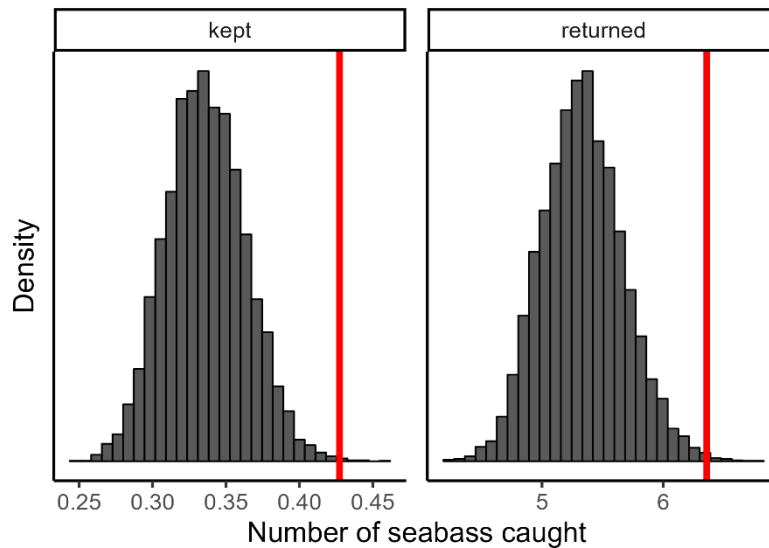 kept
returned
Density
0.25 0.30 0.35 0.40 0.45
5 6
Number of seabass caught